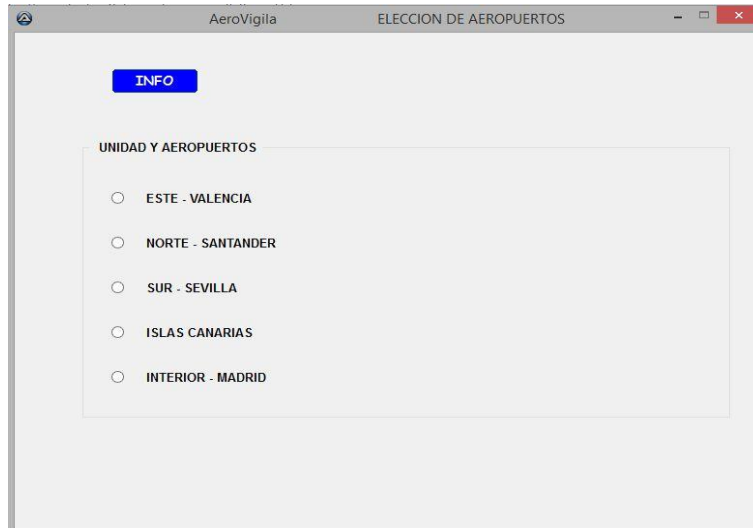 AeroVigila ELECCION DE AEROPUERTOS
INFO
UNIDAD Y AEROPUERTOS
ESTE - VALENCIA
NORTE - SANTANDER
SUR - SEVILLA
ISLAS CANARIAS
INTERIOR - MADRID